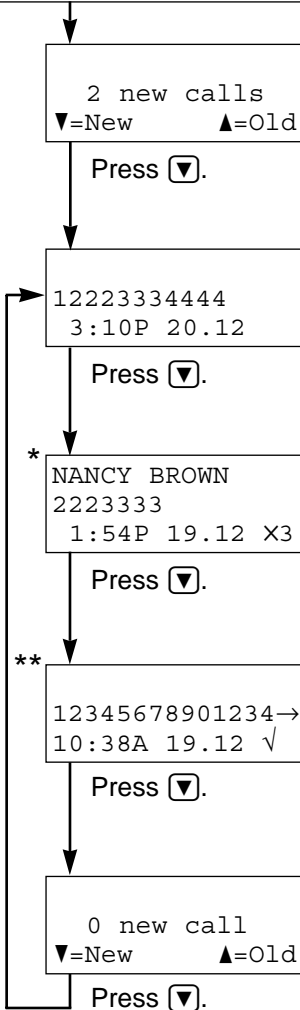 2 new calls
▼=New ▲=Old
Press ▼.
12223334444
3:10P 20.12
Press ▼.
*
NANCY BROWN
2223333
1:54P 19.12 ×3
Press ▼.
**
12345678901234→
10:38A 19.12 √
Press ▼.
0 new call
▼=New ▲=Old
Press ▼.